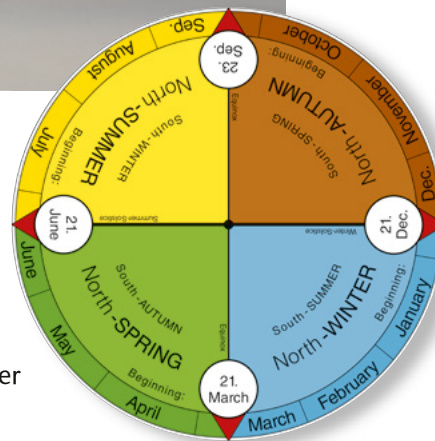 Sep.
August
July
Beginning:
North-SUMMER
South-WINTER
October
November
Dec.
Beginning:
North-AUTUMN
South-SPRING
23.
Sep.
Equinox
21.
June
Summer-Solstice
Winter-Solstice
21.
Dec.
June
May
April
South-AUTUMN
North-SPRING
Beginning:
Equinox
21.
March
South-SUMMER
North-WINTER
Beginning:
January
February
March
er